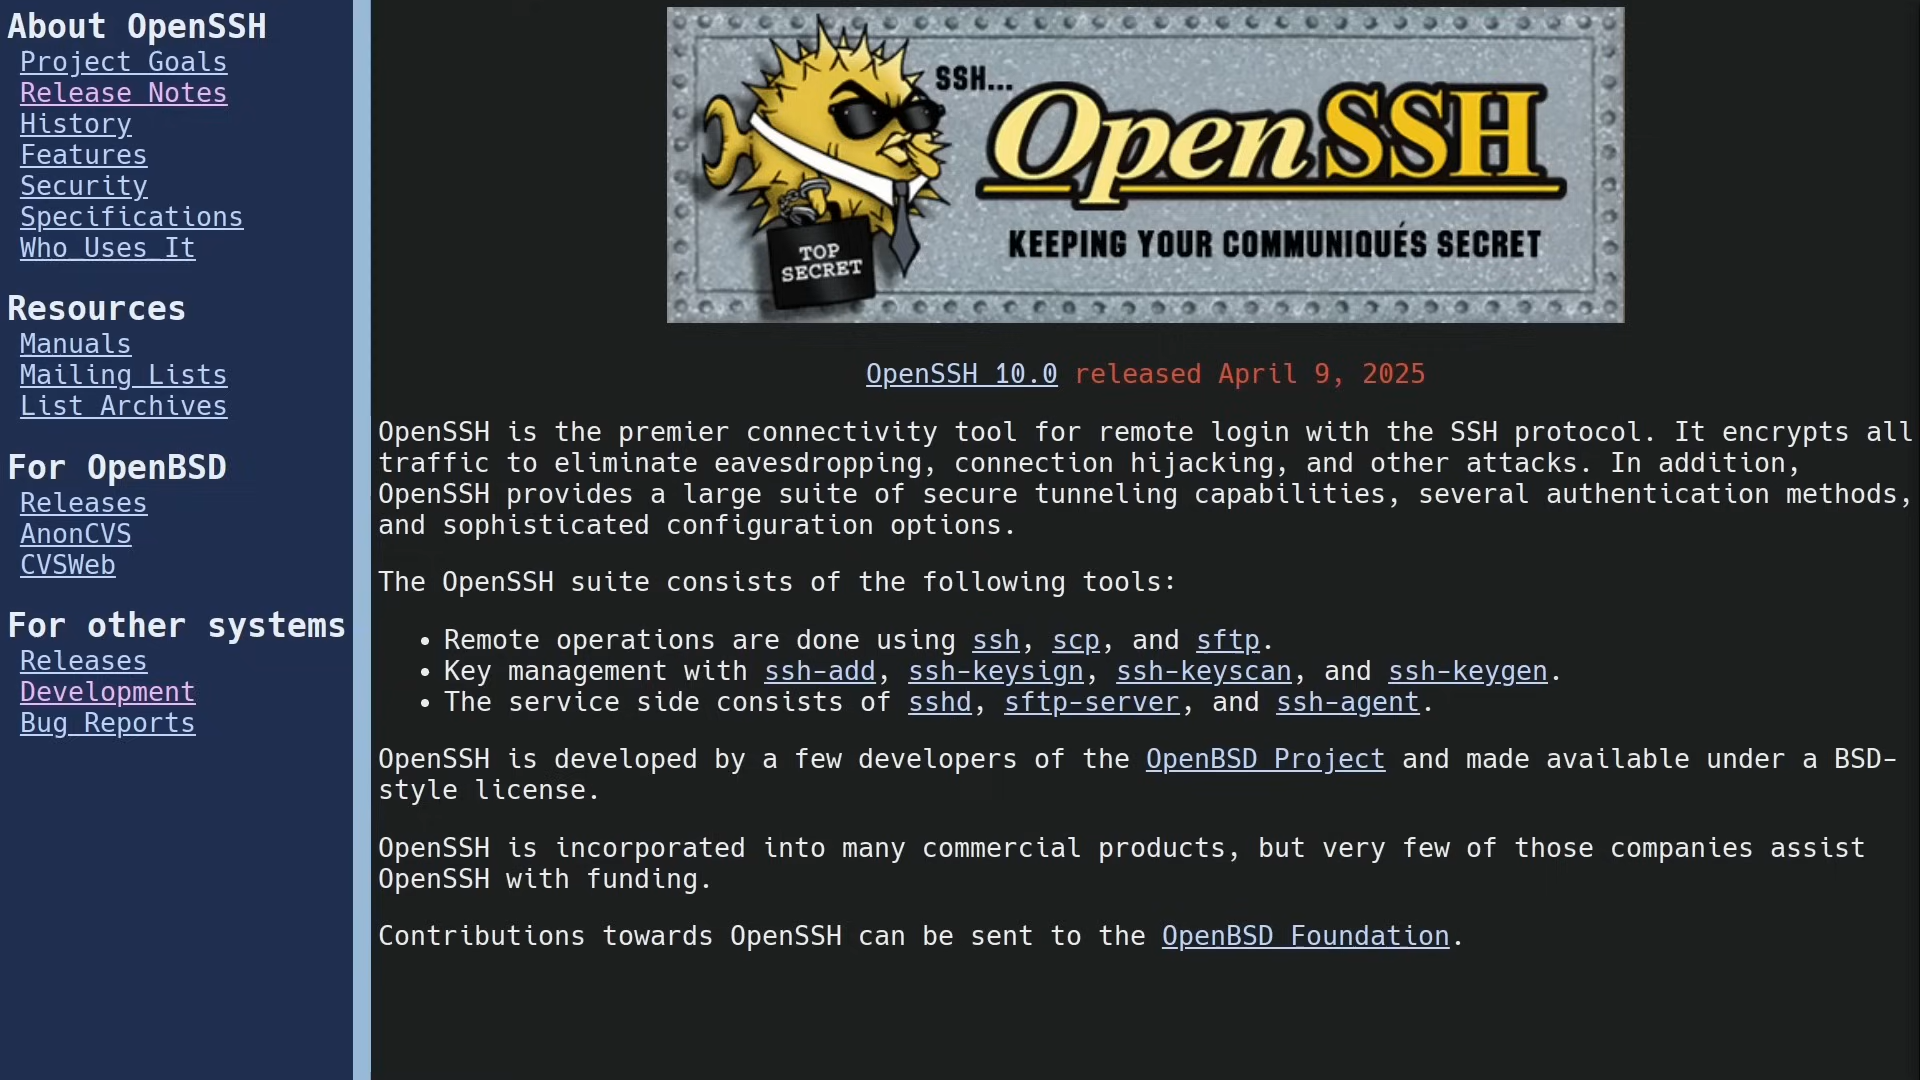 About OpenSSH
Project Goals
Release Notes
History
Features
Security
Specifications
Who Uses It
Resources
Manuals
Mailing Lists
List Archives
For OpenBSD
Releases
AnonCVS
CVSWeb
For other systems
Releases
Development
Bug Reports
SSH...
OpenSSH
KEEPING YOUR COMMUNIQUÉS SECRET
TOP
SECRET
OpenSSH 10.0 released April 9, 2025
OpenSSH is the premier connectivity tool for remote login with the SSH protocol. It encrypts all
traffic to eliminate eavesdropping, connection hijacking, and other attacks. In addition,
OpenSSH provides a large suite of secure tunneling capabilities, several authentication methods,
and sophisticated configuration options.
The OpenSSH suite consists of the following tools:
• Remote operations are done using ssh, scp, and sftp.
• Key management with ssh-add, ssh-keysign, ssh-keyscan, and ssh-keygen.
• The service side consists of sshd, sftp-server, and ssh-agent.
OpenSSH is developed by a few developers of the OpenBSD Project and made available under a BSD-
style license.
OpenSSH is incorporated into many commercial products, but very few of those companies assist
OpenSSH with funding.
Contributions towards OpenSSH can be sent to the OpenBSD Foundation.